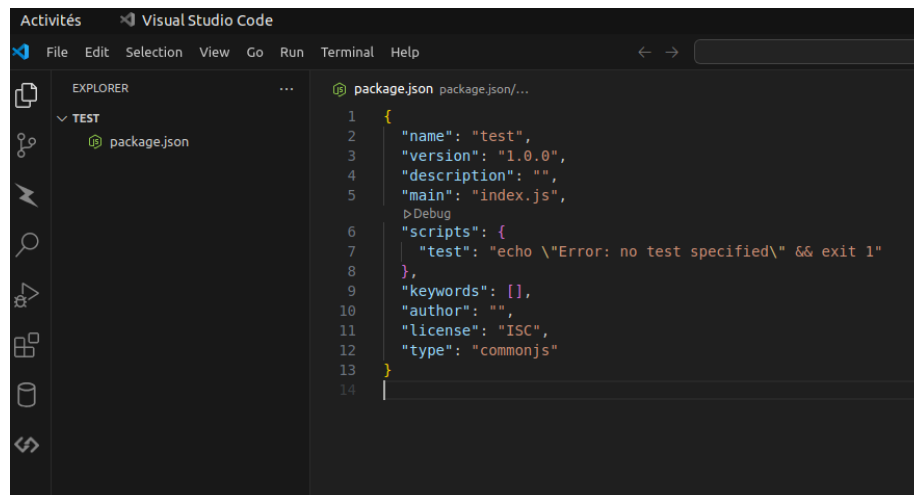 Activités Visual Studio Code
File Edit Selection View Go Run Terminal Help
EXPLORER ...
TEST
package.json
package.json package.json/...
1 {
2 "name": "test",
3 "version": "1.0.0",
4 "description": "",
5 "main": "index.js",
Debug
6 "scripts": {
7 "test": "echo \"Error: no test specified\" && exit 1"
8 },
9 "keywords": [],
10 "author": "",
11 "license": "ISC",
12 "type": "commonjs"
13 }
14